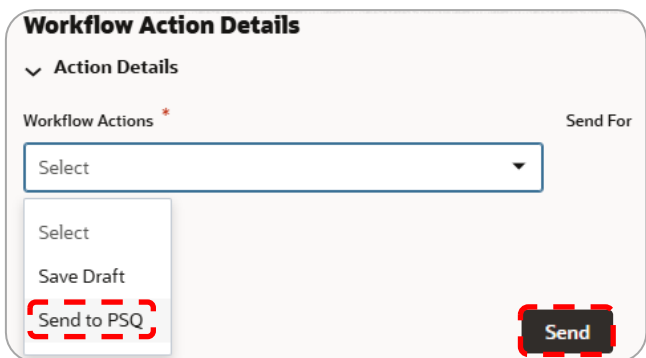 Workflow Action Details
Action Details
Workflow Actions *
Send For
Select
Select
Save Draft
Send to PSQ
Send